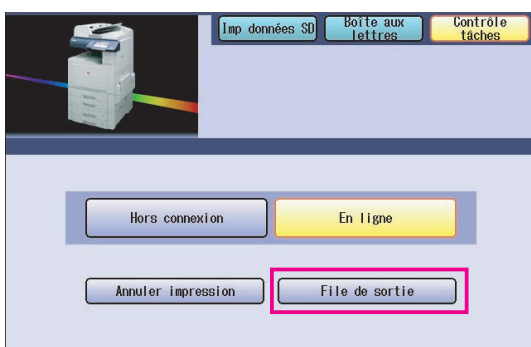 Imp données SD
Boîte aux
lettres
Contrôle
tâches
Hors connexion
En ligne
Annuler impression
File de sortie